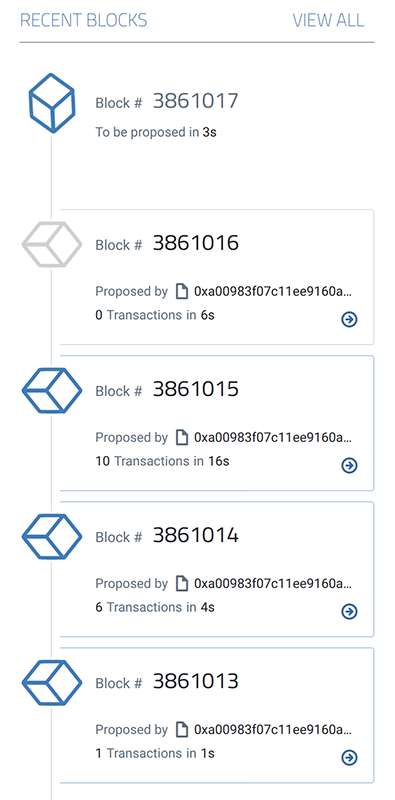 RECENT BLOCKS VIEW ALL
Block # 3861017
To be proposed in 3s
Block # 3861016
Proposed by 0xa00983f07c11ee9160a...
0 Transactions in 6s
Block # 3861015
Proposed by 0xa00983f07c11ee9160a...
10 Transactions in 16s
Block # 3861014
Proposed by 0xa00983f07c11ee9160a...
6 Transactions in 4s
Block # 3861013
Proposed by 0xa00983f07c11ee9160a...
1 Transactions in 1s